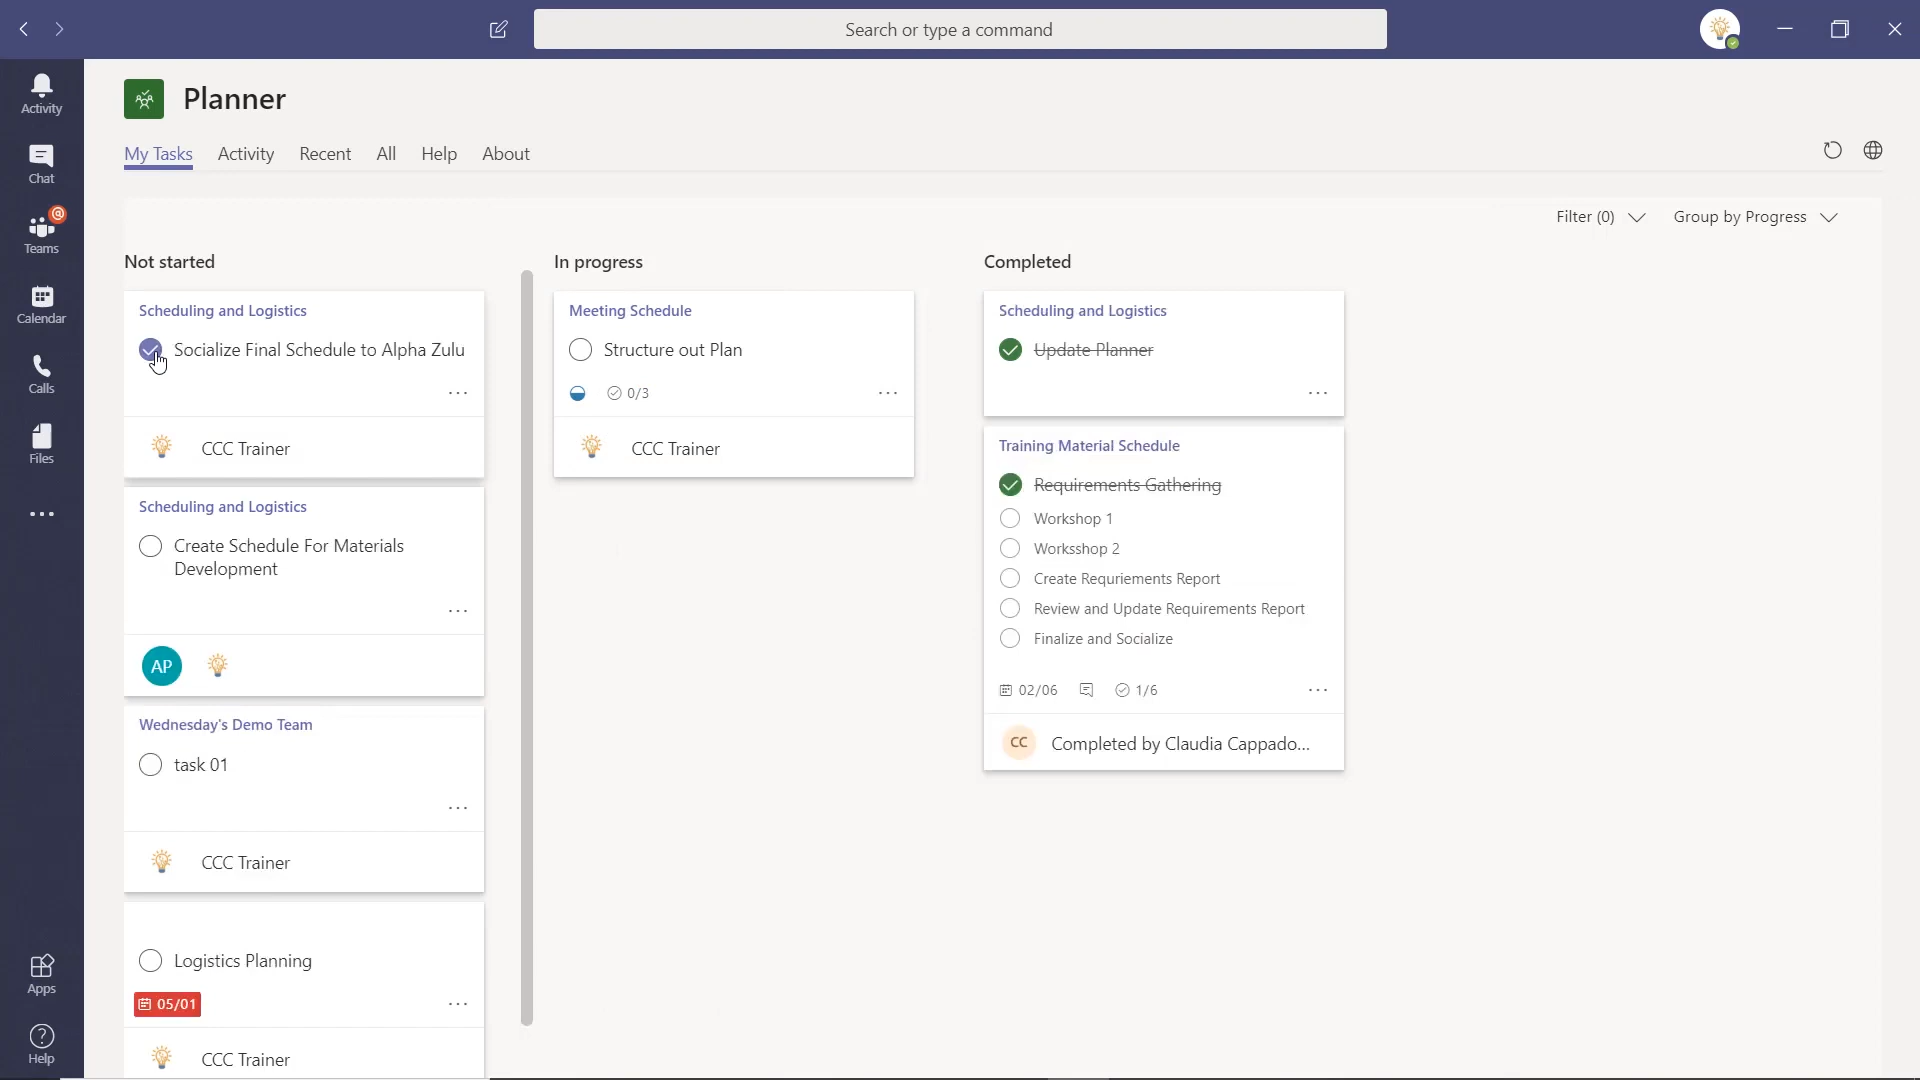 Search or type a command
Activity
Chat
@
Teams
Calendar
Calls
Files
Apps
Help
Planner
My Tasks Activity Recent All Help About
Filter (0) Group by Progress
Not started
Scheduling and Logistics
Socialize Final Schedule to Alpha Zulu
CCC Trainer
Scheduling and Logistics
Create Schedule For Materials
Development
AP
Wednesday's Demo Team
task 01
CCC Trainer
Logistics Planning
05/01
CCC Trainer
In progress
Meeting Schedule
Structure out Plan
0/3
CCC Trainer
Completed
Scheduling and Logistics
Update Planner
Training Material Schedule
Requirements Gathering
Workshop 1
Worksshop 2
Create Requriements Report
Review and Update Requirements Report
Finalize and Socialize
02/06 1/6
CC Completed by Claudia Cappado...